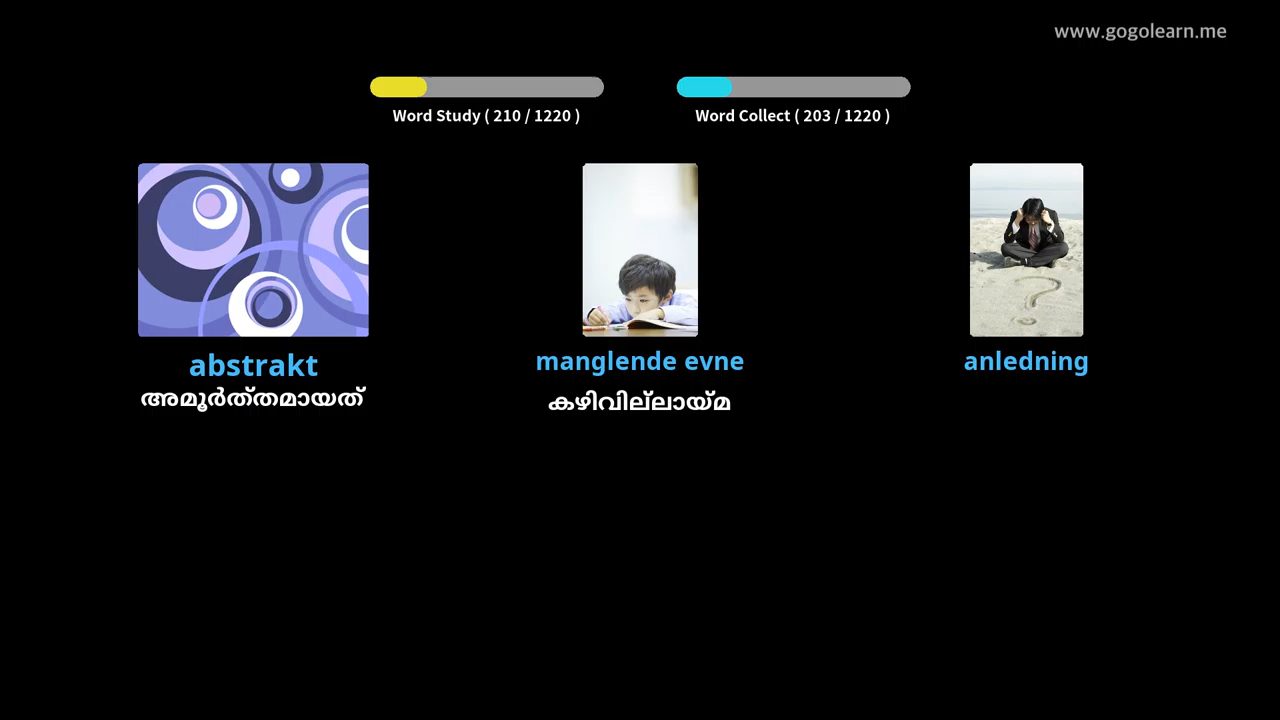 www.gogolearn.me
Word Study ( 210 / 1220 )
Word Collect ( 203 / 1220 )
abstrakt
അമൂർത്തമായത്
manglende evne
കഴിവില്ലായ്മ
anledning